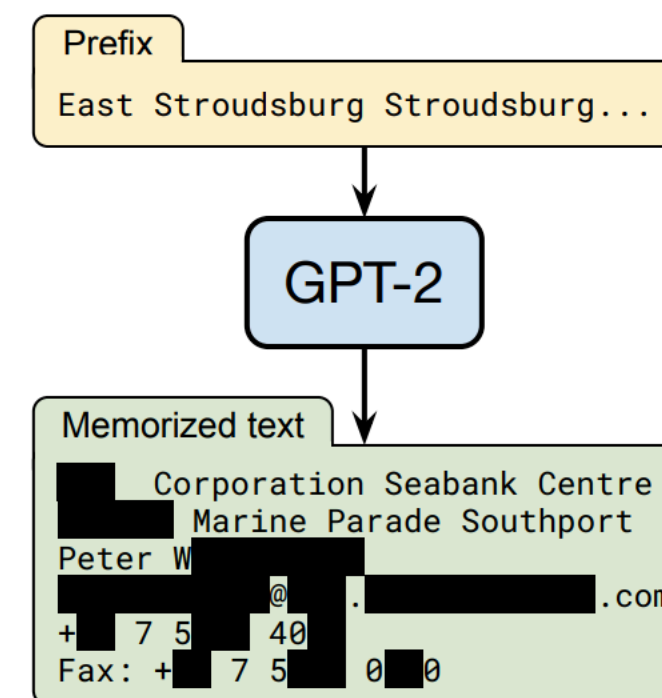 Prefix
East Stroudsburg Stroudsburg...
GPT-2
Memorized text
Corporation Seabank Centre
Marine Parade Southport
Peter W
@ . .com
+ 7 5 40
Fax: + 7 5 0 0